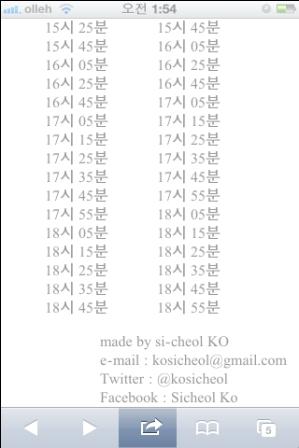 olleh 오전 1:54
15시 25분 15시 45분
15시 45분 16시 05분
16시 05분 16시 25분
16시 25분 16시 45분
16시 45분 17시 05분
17시 05분 17시 15분
17시 15분 17시 25분
17시 25분 17시 35분
17시 35분 17시 45분
17시 45분 17시 55분
17시 55분 18시 05분
18시 05분 18시 15분
18시 15분 18시 25분
18시 25분 18시 35분
18시 35분 18시 45분
18시 45분 18시 55분
made by si-cheol KO
e-mail : kosicheol@gmail.com
Twitter : @kosicheol
Facebook : Sicheol Ko
5